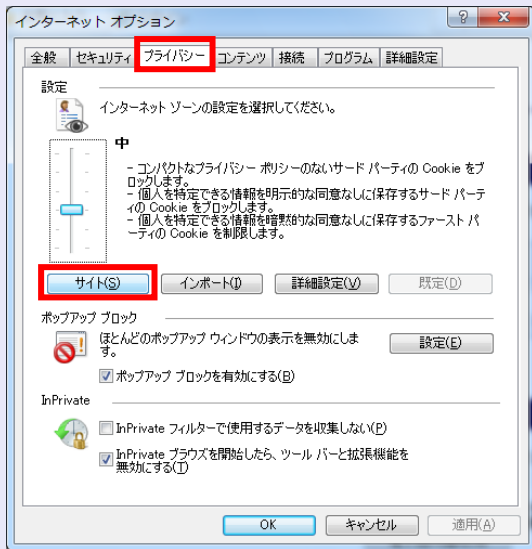 インターネット オプション
全般 セキュリティ プライバシー コンテンツ 接続 プログラム 詳細設定
設定
インターネット ゾーンの設定を選択してください。
中
- コンパクトなプライバシー ポリシーのないサード パーティの Cookie をブ
ロックします。
- 個人を特定できる情報を明示的な同意なしに保存するサード パーテ
ィの Cookie をブロックします。
- 個人を特定できる情報を暗黙的な同意なしに保存するファースト パ
ーティの Cookie を制限します。
サイト(S) インポート(I) 詳細設定(V) 既定(D)
ポップアップ ブロック
ほとんどのポップアップ ウィンドウの表示を無効にしま
す。
設定(E)
ポップアップ ブロックを有効にする(B)
InPrivate
InPrivate フィルターで使用するデータを収集しない(P)
InPrivate ブラウズを開始したら、ツール バーと拡張機能を
無効にする(T)
OK キャンセル 適用(A)